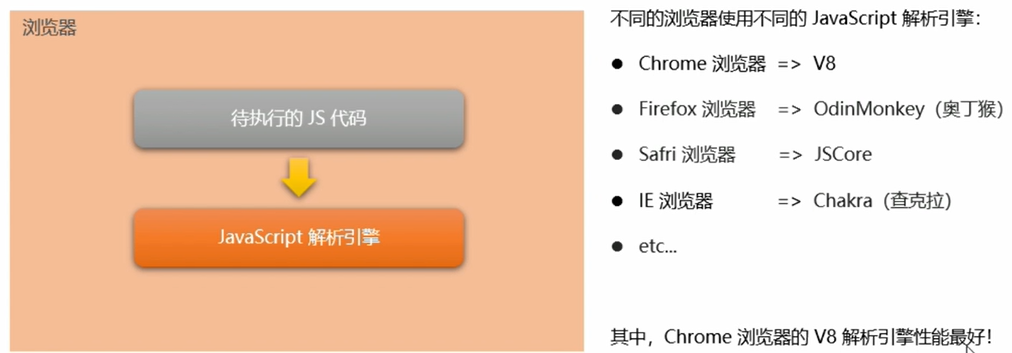 浏览器
待执行的 JS 代码
JavaScript 解析引擎
不同的浏览器使用不同的 JavaScript 解析引擎：
● Chrome 浏览器 => V8
● Firefox 浏览器 => OdinMonkey（奥丁猴）
● Safri 浏览器 => JSCore
● IE 浏览器 => Chakra（查克拉）
● etc...
其中，Chrome 浏览器的 V8 解析引擎性能最好！